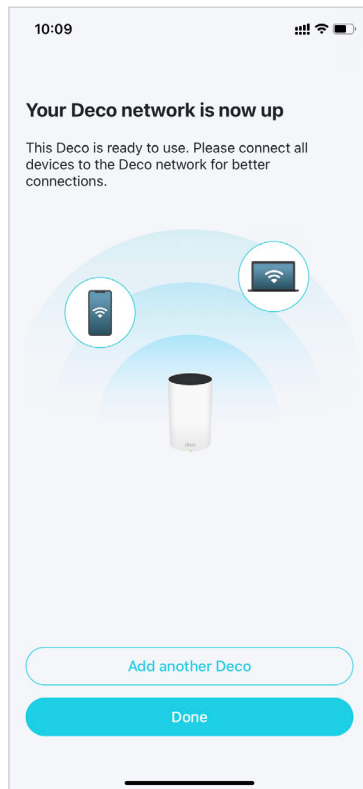 10:09
Your Deco network is now up
This Deco is ready to use. Please connect all
devices to the Deco network for better
connections.
deco
Add another Deco
Done